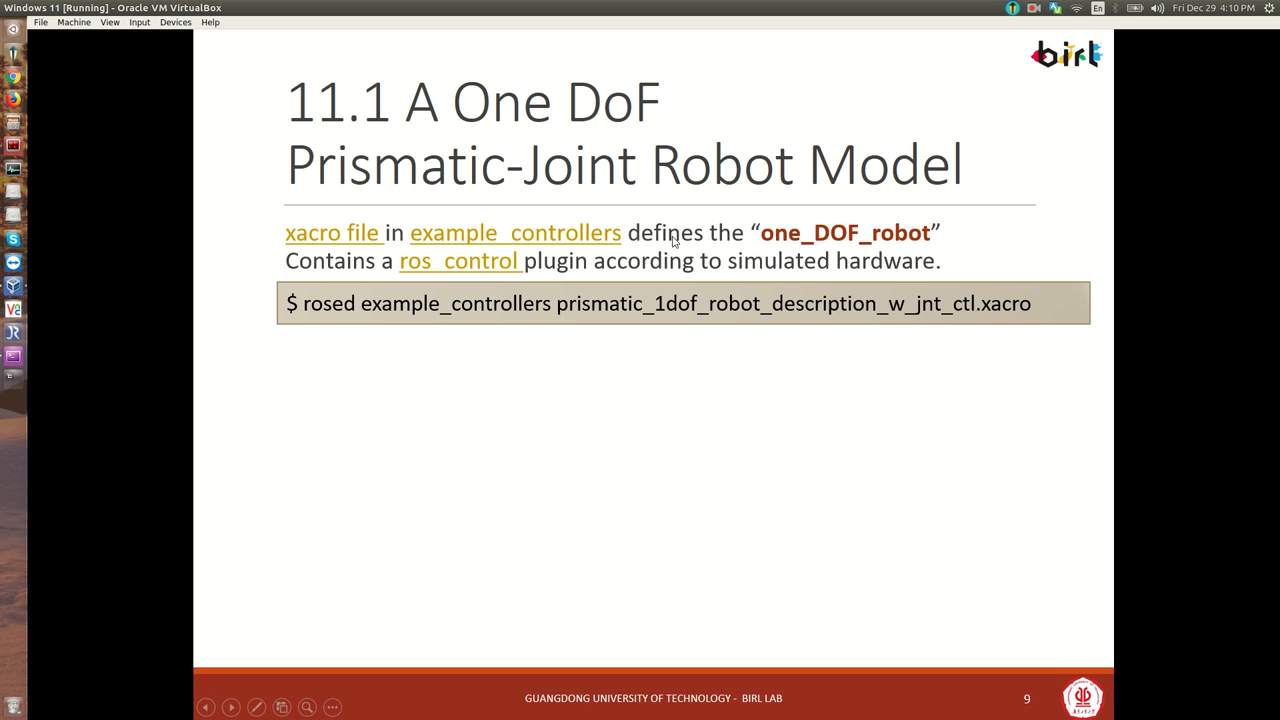 Windows 11 [Running] - Oracle VM VirtualBox
En
Fri Dec 29 4:10 PM
File Machine View Input Devices Help
birl
11.1 A One DoF
Prismatic-Joint Robot Model
xacro file in example_controllers defines the “one_DOF_robot”
Contains a ros_control plugin according to simulated hardware.
$ rosed example_controllers prismatic_1dof_robot_description_w_jnt_ctl.xacro
GUANGDONG UNIVERSITY OF TECHNOLOGY - BIRL LAB
9